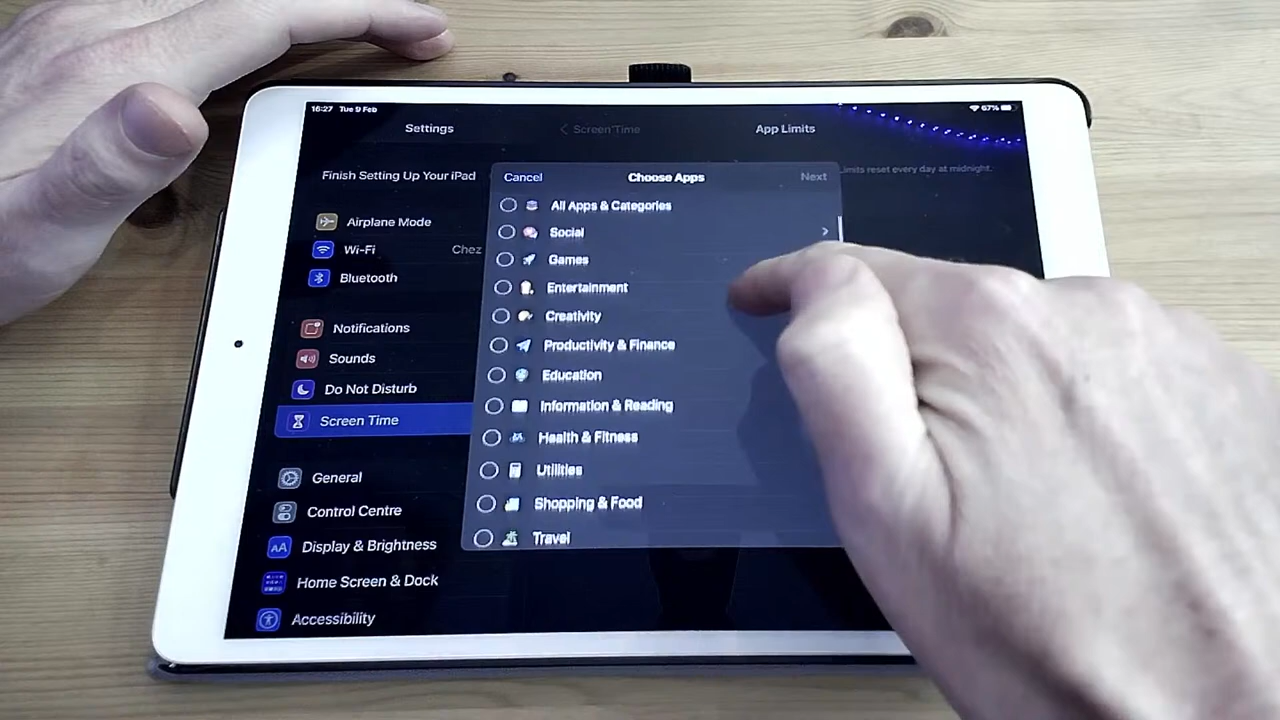 16:27 Tue 9 Feb
67%
Settings
Screen Time
App Limits
Finish Setting Up Your iPad
Limits reset every day at midnight.
Airplane Mode
Wi-Fi
Chez
Bluetooth
Notifications
Sounds
Do Not Disturb
Screen Time
General
Control Centre
AA
Display & Brightness
Home Screen & Dock
Accessibility
Cancel
Choose Apps
Next
All Apps & Categories
Social
Games
Entertainment
Creativity
Productivity & Finance
Education
Information & Reading
Health & Fitness
Utilities
Shopping & Food
Travel